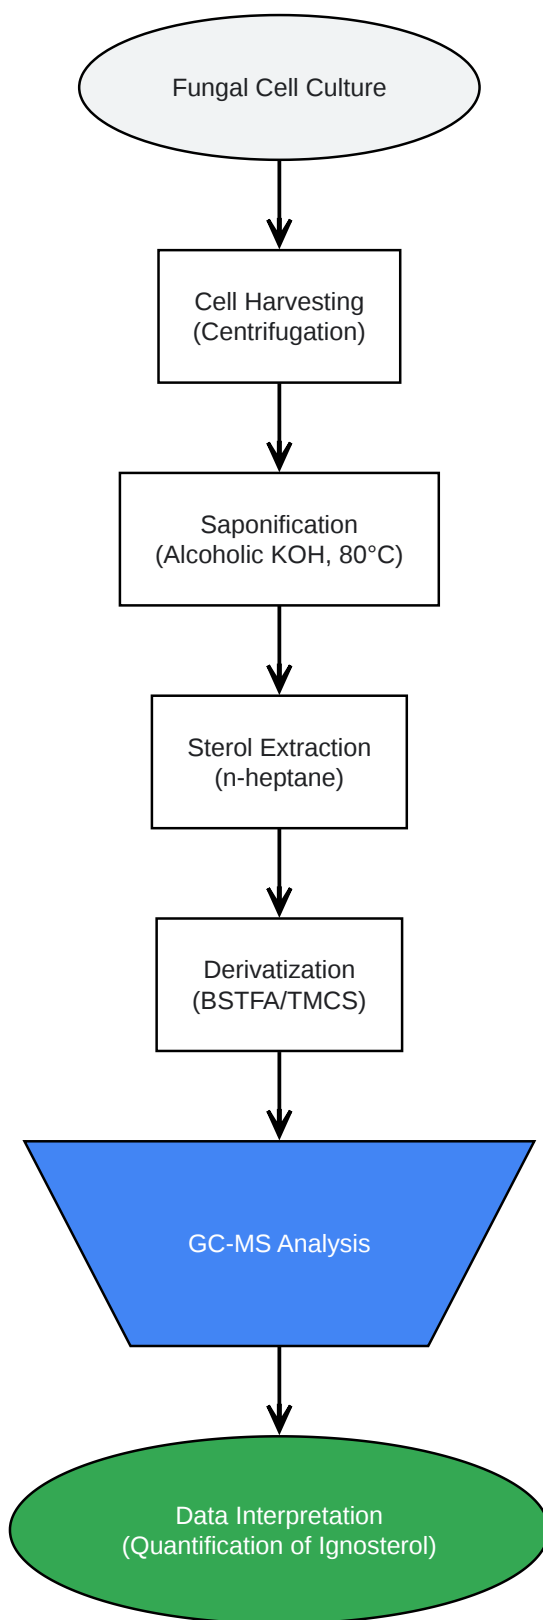 Fungal Cell Culture
Cell Harvesting
(Centrifugation)
Saponification
(Alcoholic KOH, 80°C)
Sterol Extraction
(n-heptane)
Derivatization
(BSTFA/TMCS)
GC-MS Analysis
Data Interpretation
(Quantification of Ignosterol)